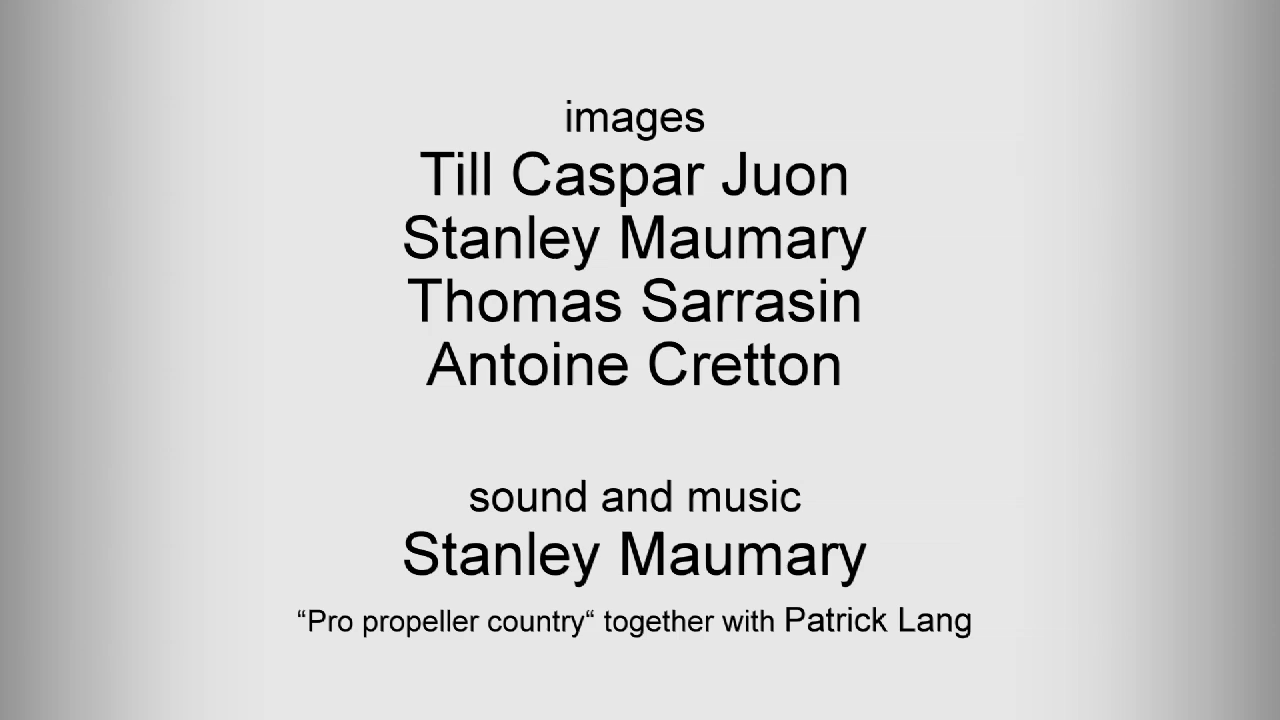 images
Till Caspar Juon
Stanley Maumary
Thomas Sarrasin
Antoine Cretton
sound and music
Stanley Maumary
“Pro propeller country“ together with Patrick Lang